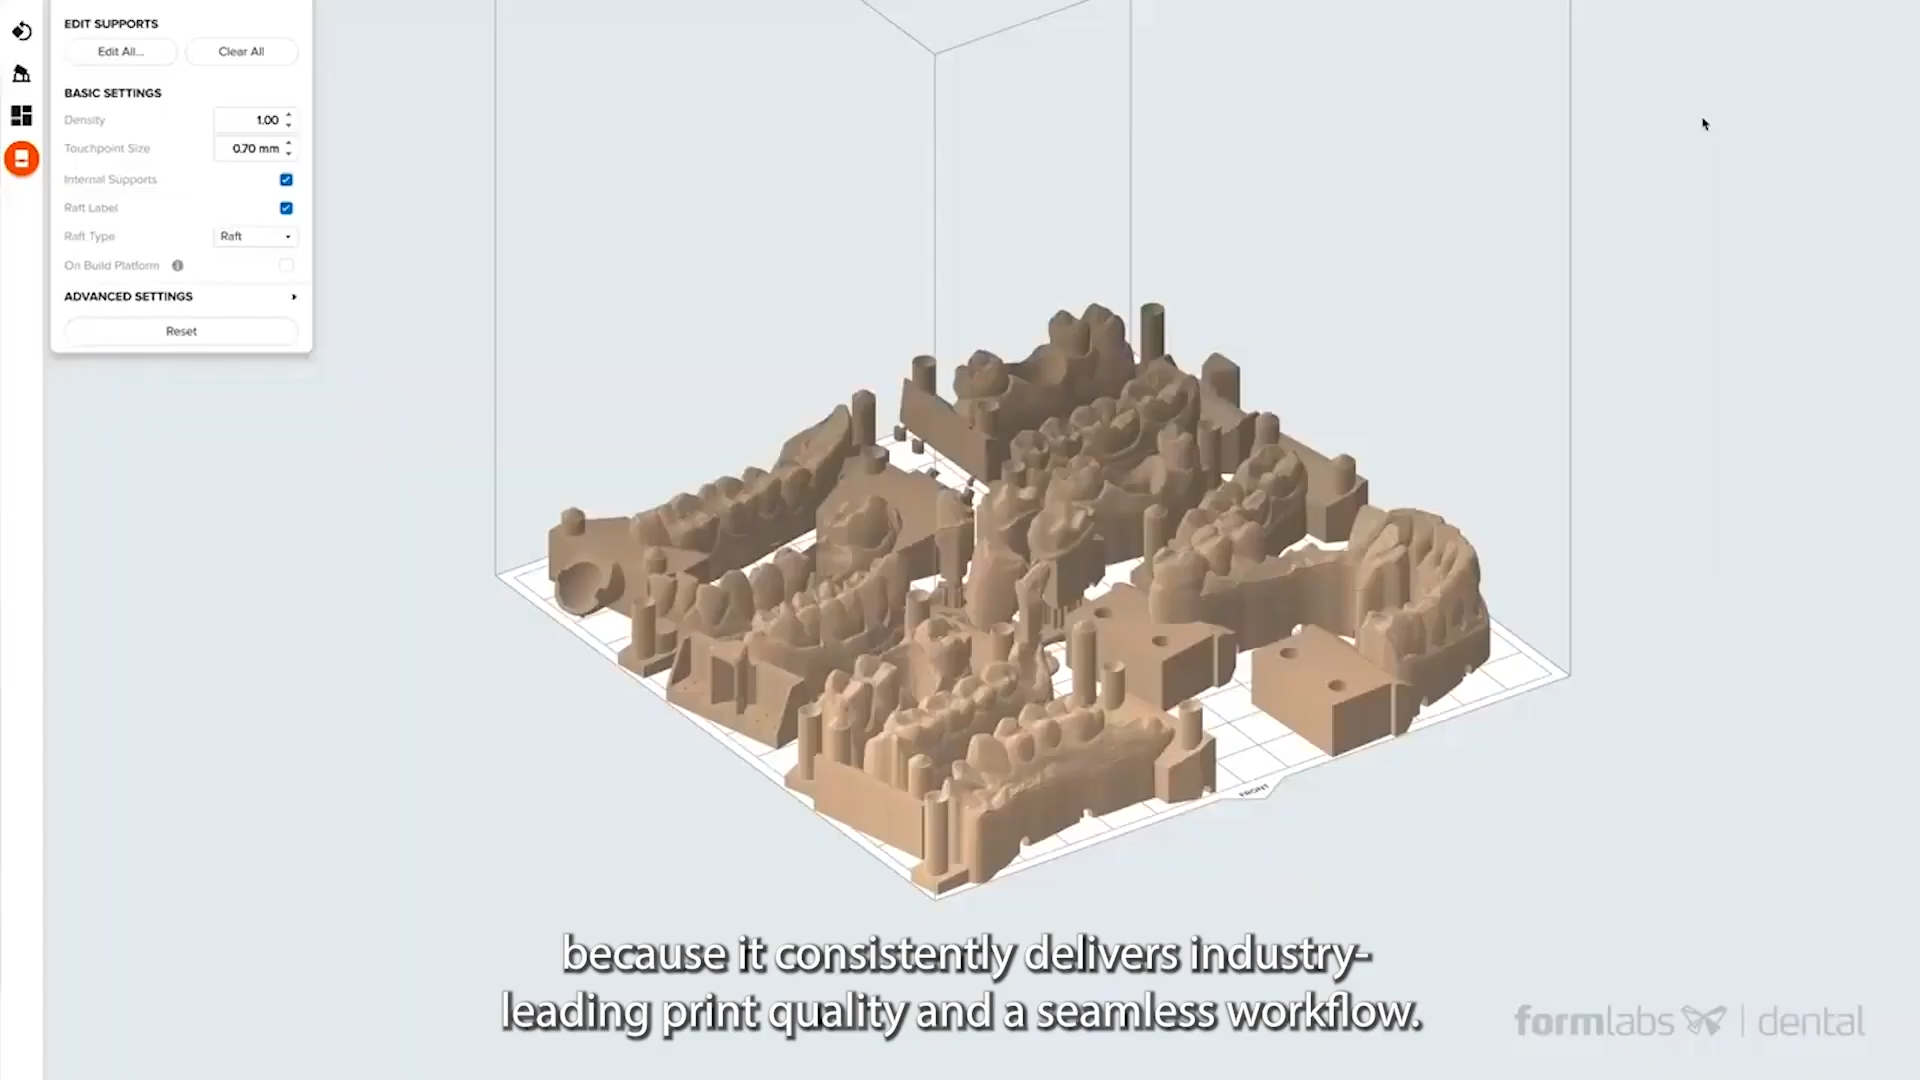 EDIT SUPPORTS
Edit All...
Clear All
BASIC SETTINGS
Density
1.00
Touchpoint Size
0.70 mm
Internal Supports
Raft Label
Raft Type
Raft
On Build Platform
ADVANCED SETTINGS
Reset
FRONT
because it consistently delivers industry-
leading print quality and a seamless workflow.
formlabs | dental